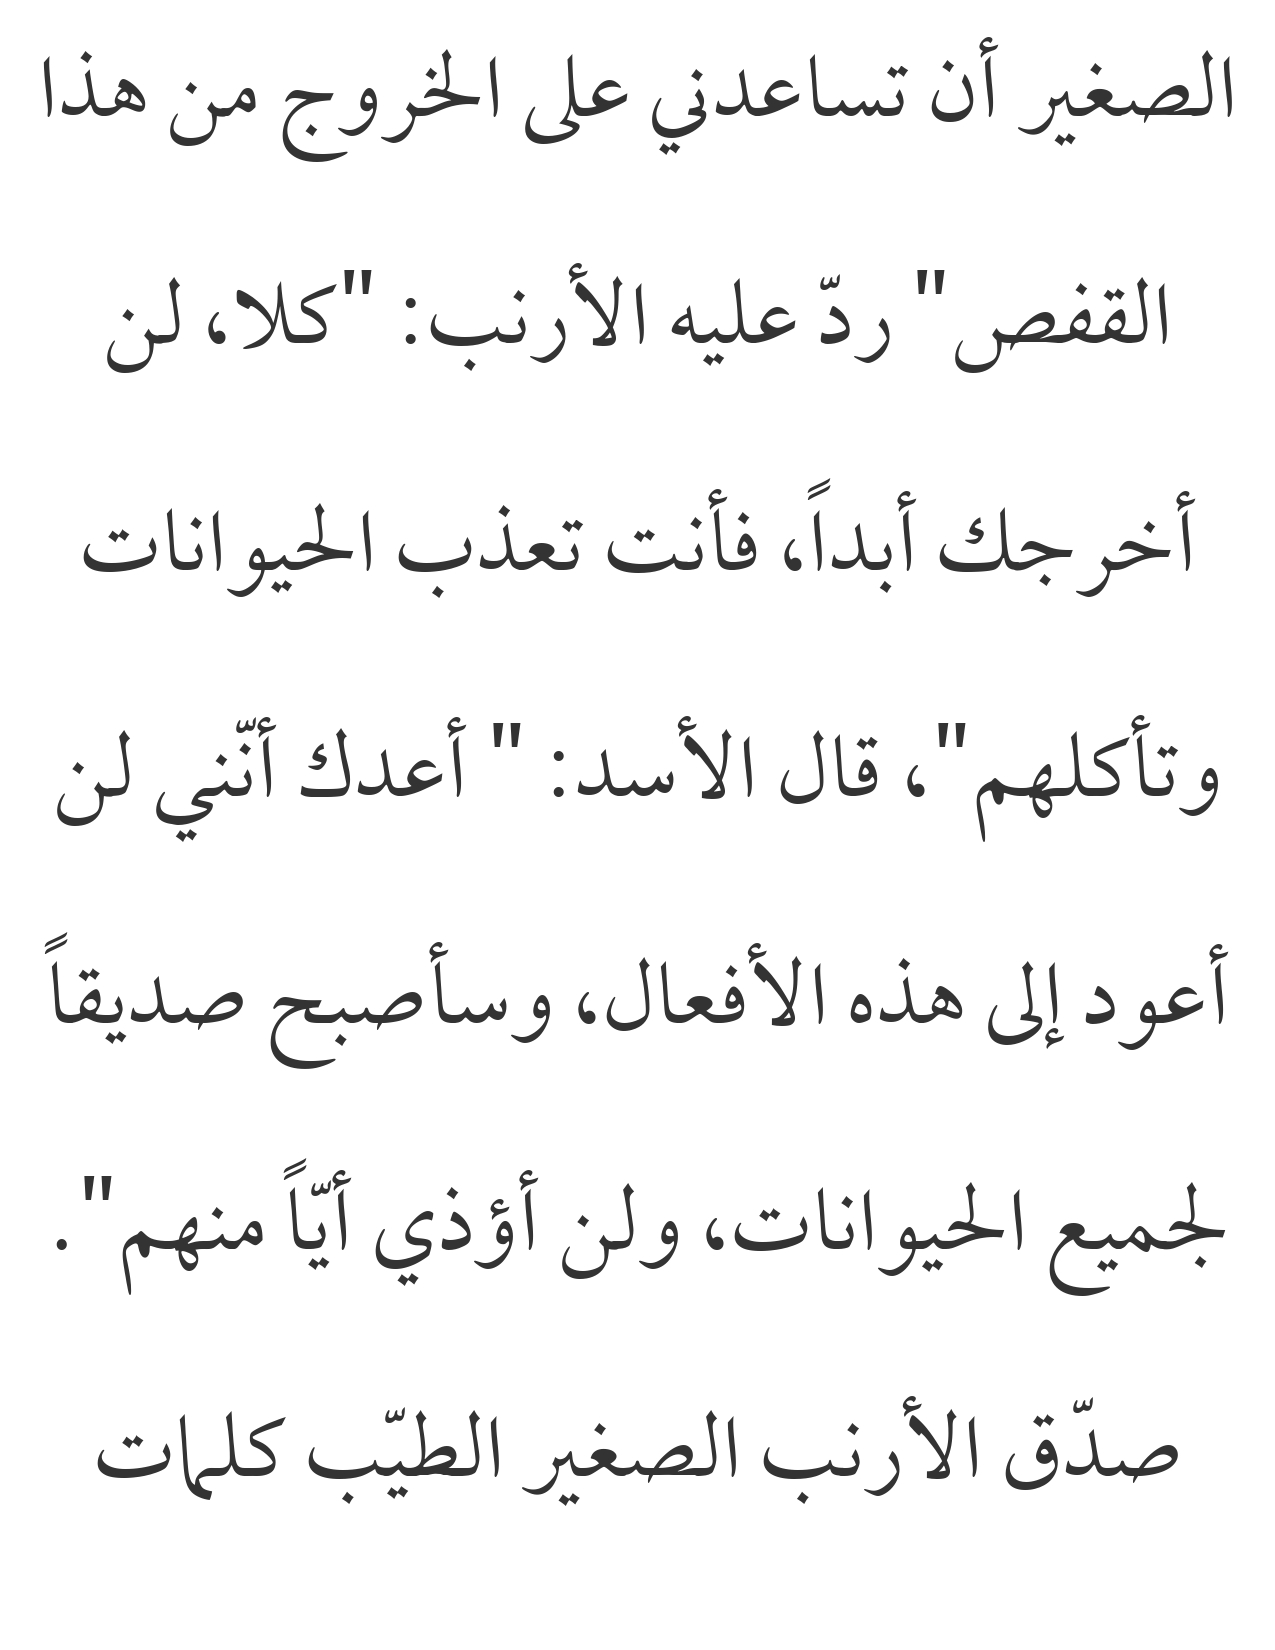 الصغير أن تساعدني على الخروج من هذا
القفص" ردّ عليه الأرنب: "كلا، لن
أخرجك أبداً، فأنت تعذب الحيوانات
وتأكلهم"، قال الأسد: " أعدك أنّني لن
أعود إلى هذه الأفعال، وسأصبح صديقاً
لجميع الحيوانات، ولن أؤذي أيّاً منهم".
صدّق الأرنب الصغير الطيّب كلمات